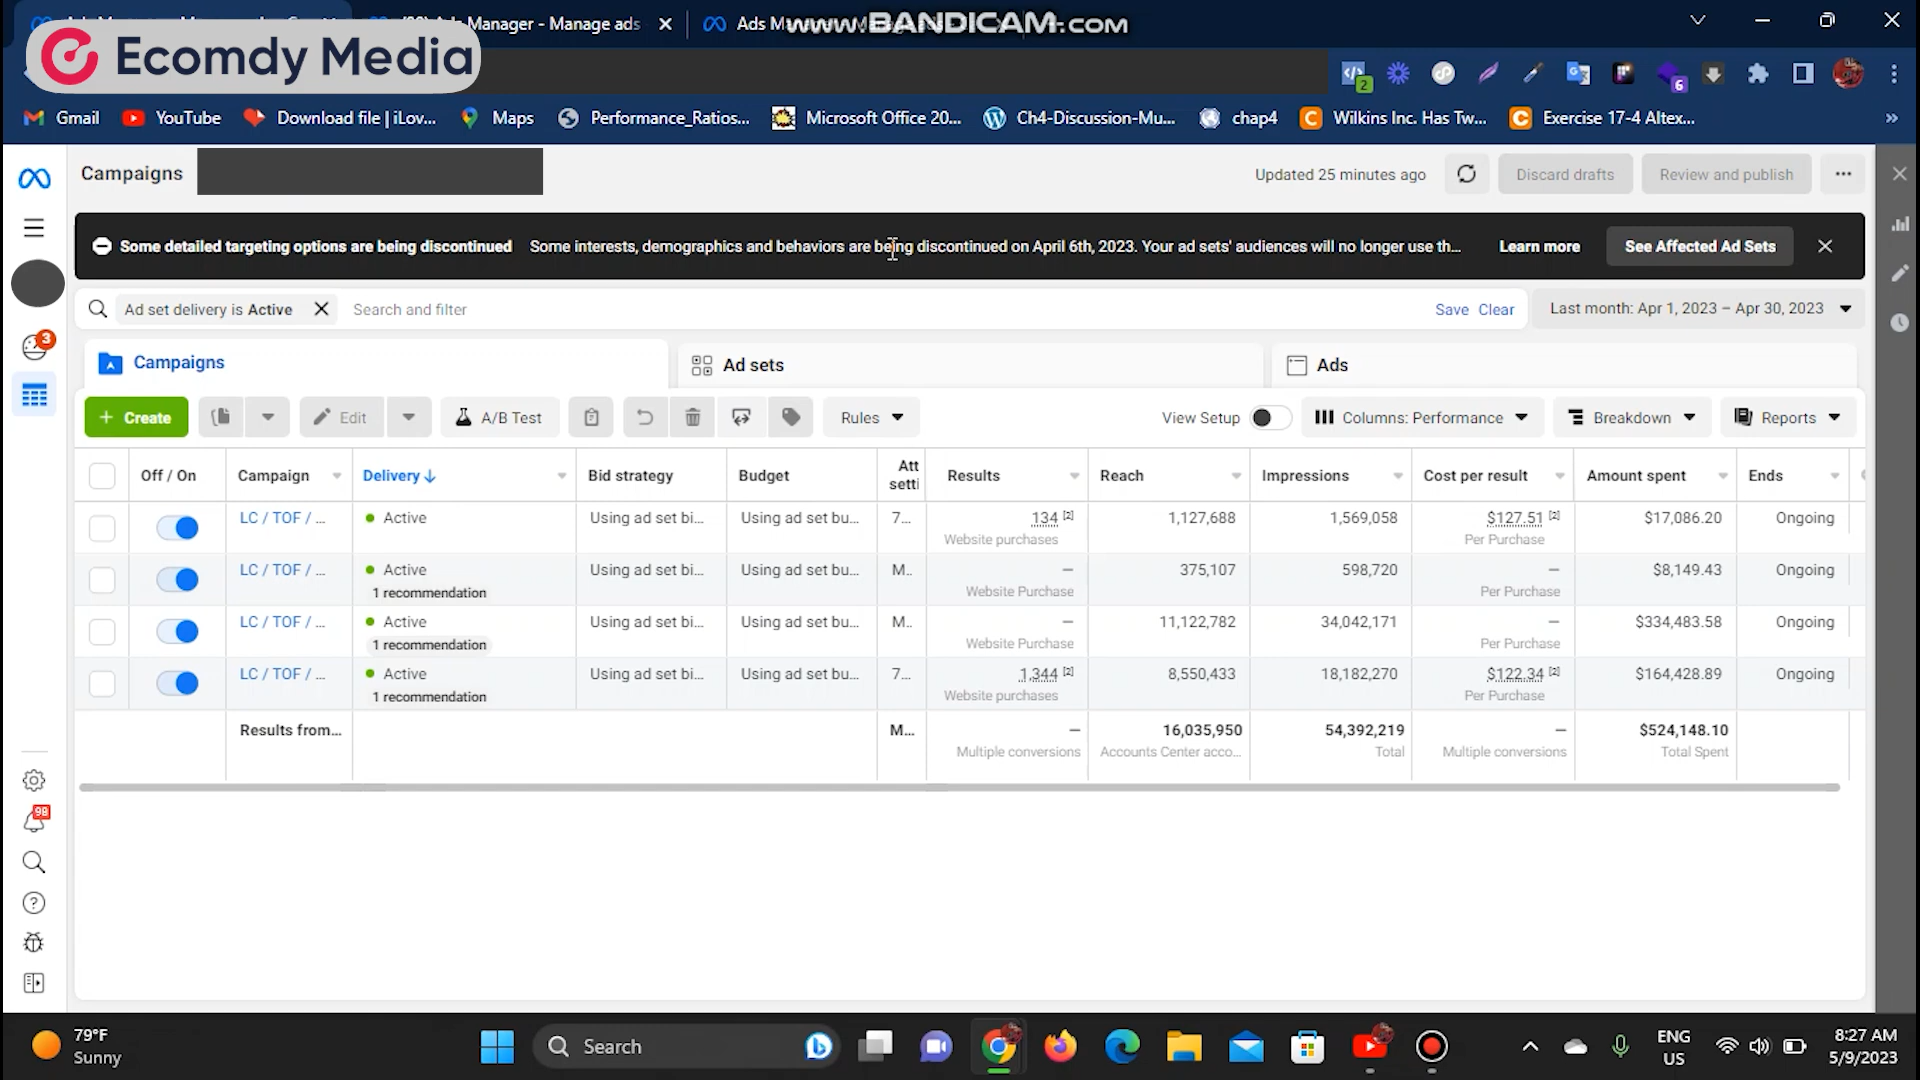 Ads Manager - Manage ads
www.BANDICAM.com
Ecomdy Media
2
6
Gmail
YouTube
Download file | iLov...
Maps
Performance_Ratios...
Microsoft Office 20...
Ch4-Discussion-Mu...
chap4
Wilkins Inc. Has Tw...
Exercise 17-4 Altex...
»
Campaigns
Updated 25 minutes ago
Discard drafts
Review and publish
Some detailed targeting options are being discontinued Some interests, demographics and behaviors are being discontinued on April 6th, 2023. Your ad sets' audiences will no longer use th...
Learn more
See Affected Ad Sets
Ad set delivery is Active
Search and filter
Save Clear
Last month: Apr 1, 2023 – Apr 30, 2023
3
Campaigns
Ad sets
Ads
+ Create
Edit
A/B Test
Rules
View Setup
Columns: Performance
Breakdown
Reports
Off / On Campaign Delivery ↓ Bid strategy Budget Att setti Results Reach Impressions Cost per result Amount spent Ends
LC / TOF / ... Active Using ad set bi... Using ad set bu... 7... 134 [2] 1,127,688 1,569,058 $127.51 [2] $17,086.20 Ongoing
Website purchases Per Purchase
LC / TOF / ... Active Using ad set bi... Using ad set bu... M.. — 375,107 598,720 — $8,149.43 Ongoing
1 recommendation Website Purchase Per Purchase
LC / TOF / ... Active Using ad set bi... Using ad set bu... M.. — 11,122,782 34,042,171 — $334,483.58 Ongoing
1 recommendation Website Purchase Per Purchase
LC / TOF / ... Active Using ad set bi... Using ad set bu... 7... 1,344 [2] 8,550,433 18,182,270 $122.34 [2] $164,428.89 Ongoing
1 recommendation Website purchases Per Purchase
Results from... M... — 16,035,950 54,392,219 — $524,148.10
Multiple conversions Accounts Center acco... Total Multiple conversions Total Spent
98
79°F
Sunny
Search
ENG
US
8:27 AM
5/9/2023